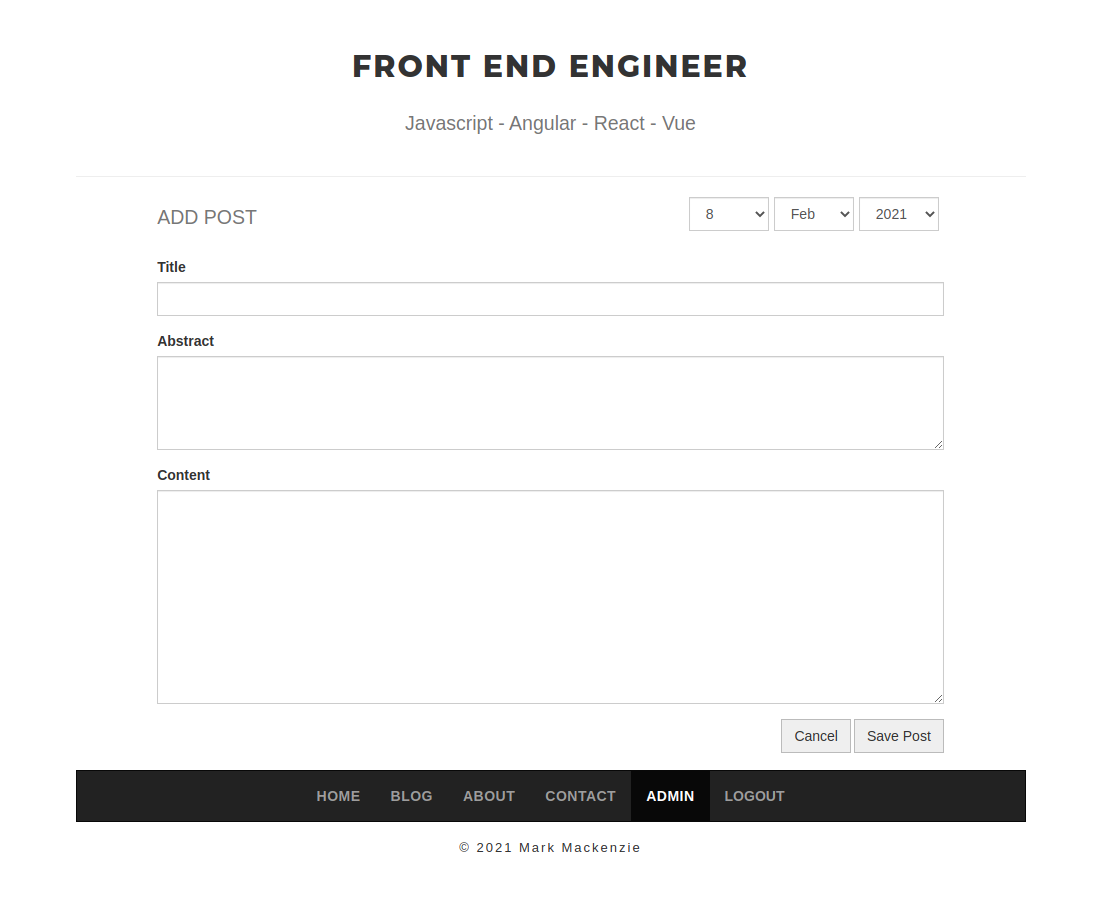 FRONT END ENGINEER
Javascript - Angular - React - Vue
ADD POST 8 Feb 2021
Title
Abstract
Content
Cancel Save Post
HOME BLOG ABOUT CONTACT ADMIN LOGOUT
© 2021 Mark Mackenzie